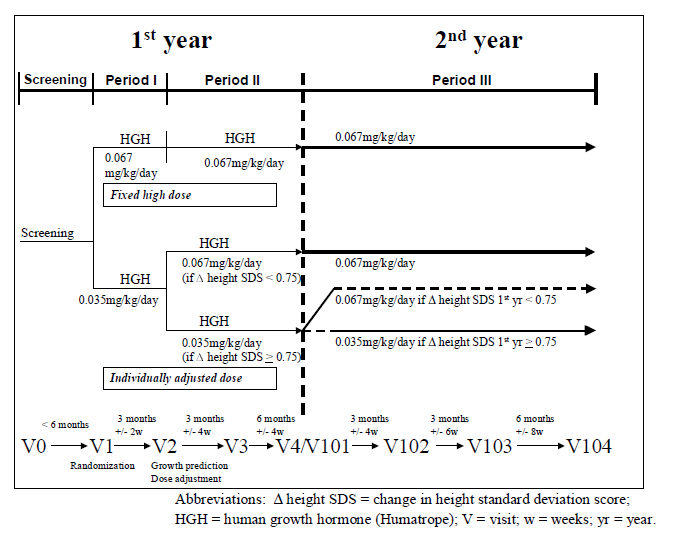 1st year 2nd year
Screening Period I Period II Period III
HGH HGH 0.067mg/kg/day
0.067
mg/kg/day 0.067mg/kg/day
Fixed high dose
Screening
HGH
0.067mg/kg/day 0.067mg/kg/day
(if Δ height SDS < 0.75)
HGH
0.035mg/kg/day 0.067mg/kg/day if Δ height SDS 1st yr < 0.75
HGH
0.035mg/kg/day 0.035mg/kg/day if Δ height SDS 1st yr ≥ 0.75
(if Δ height SDS ≥ 0.75)
Individually adjusted dose
< 6 months 3 months 3 months 6 months 3 months 3 months 6 months
+/- 2w +/- 4w +/- 4w +/- 4w +/- 6w +/- 8w
V0 V1 V2 V3 V4/V101 V102 V103 V104
Randomization Growth prediction
Dose adjustment
Abbreviations: Δ height SDS = change in height standard deviation score;
HGH = human growth hormone (Humatrope); V = visit; w = weeks; yr = year.